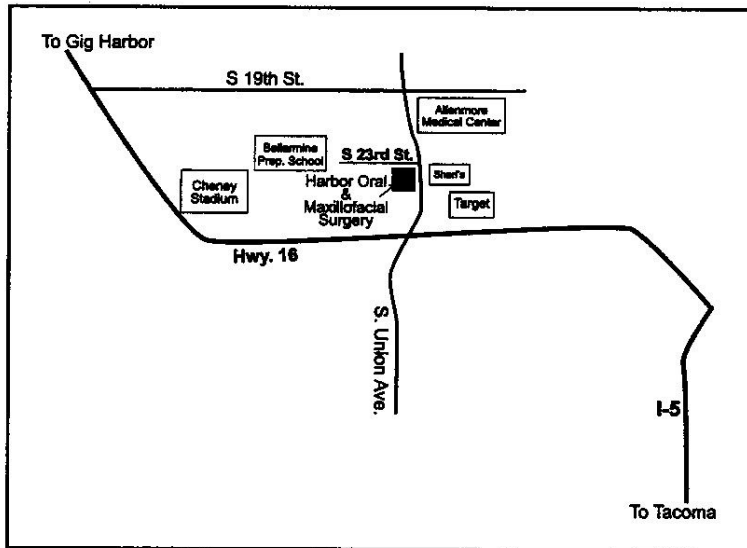 To Gig Harbor
S 19th St.
Allenmore
Medical Center
Bellarmine
Prep. School
S 23rd St.
Shari's
Cheney
Stadium
Harbor Oral
&
Maxillofacial
Surgery
Target
Hwy. 16
S. Union Ave.
I-5
To Tacoma